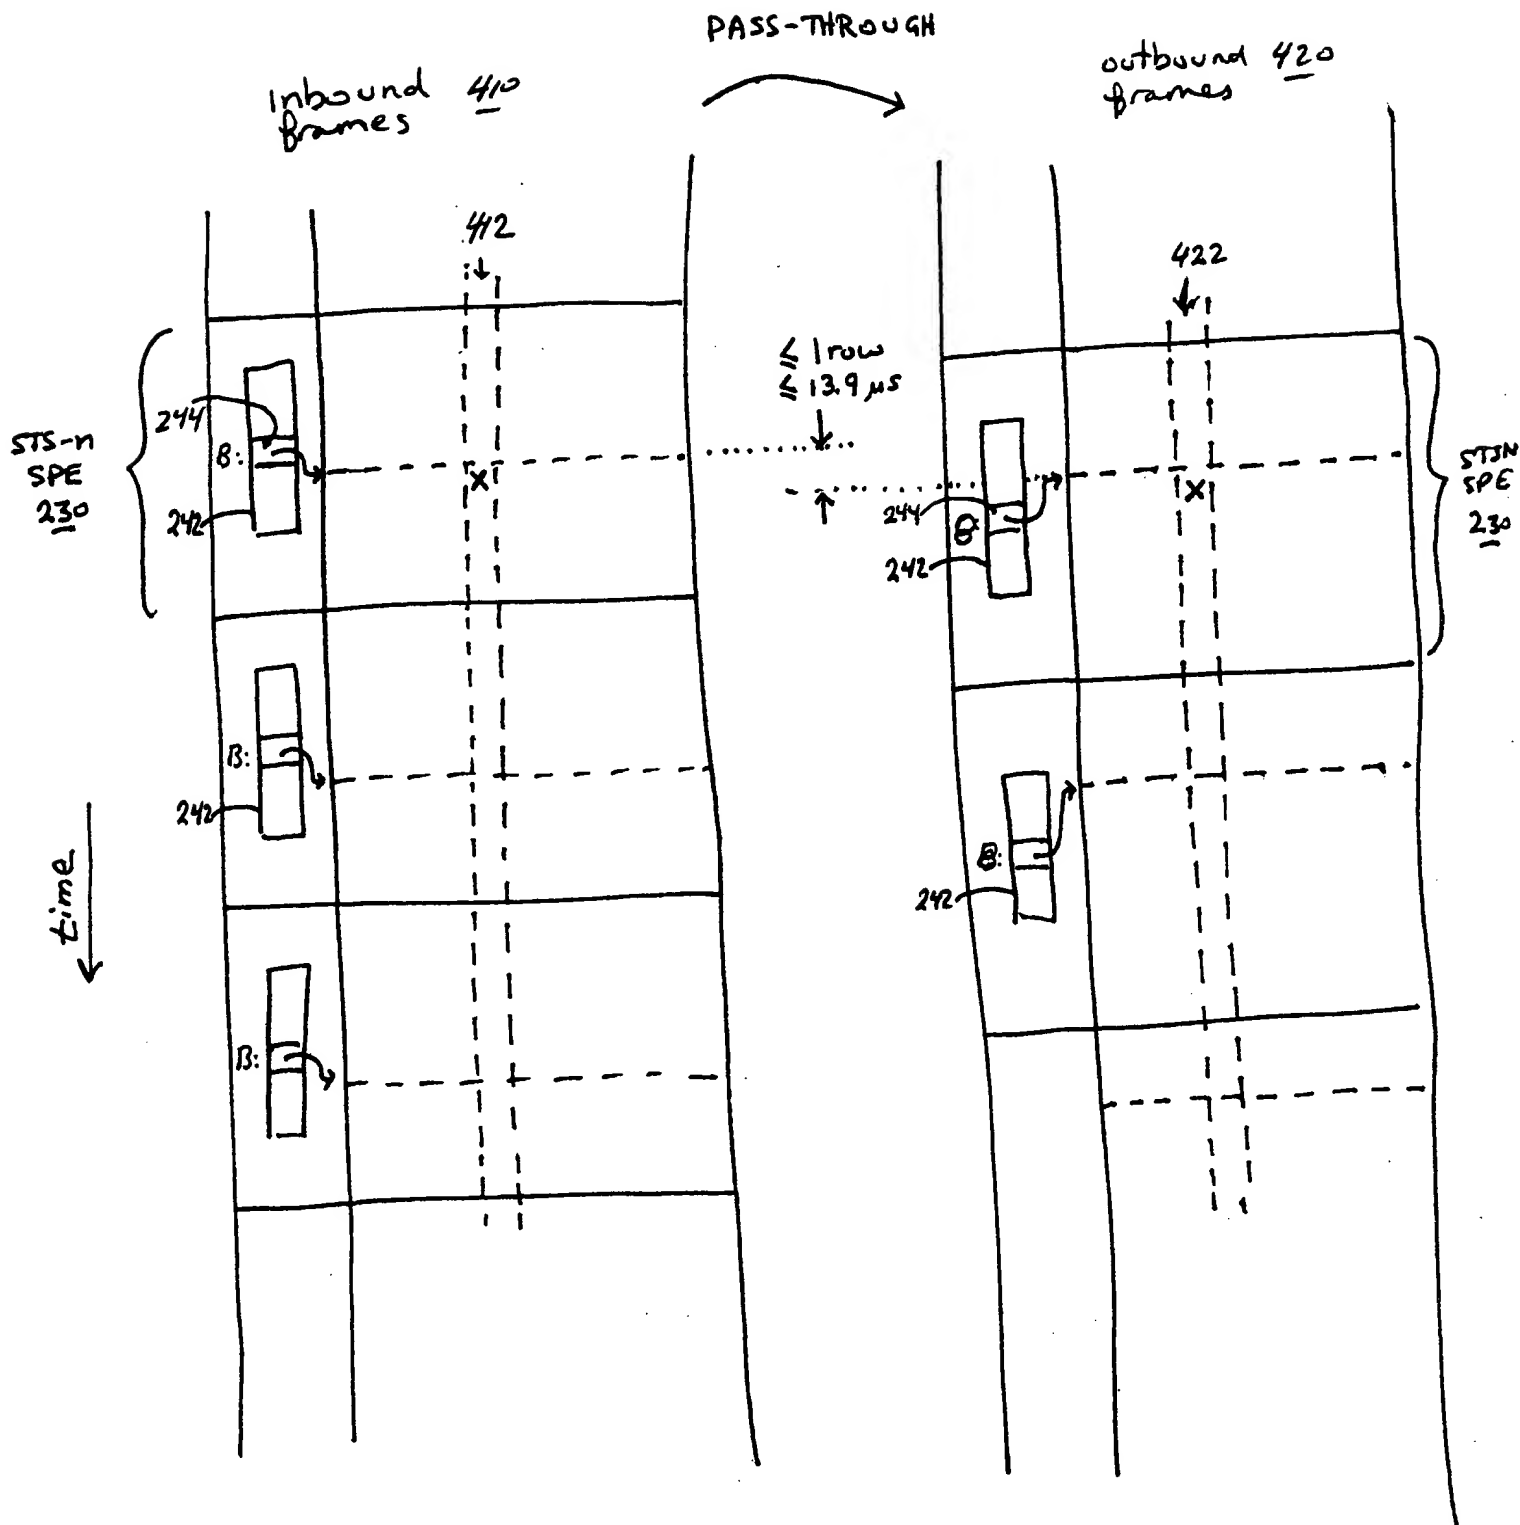 PASS-THROUGH
inbound 410
frames
outbound 420
frames
412
422
≤ 1 row
≤ 13.9 µs
STS-n
SPE
230
244
B:
242
X
244
B:
242
X
STSN
SPE
230
B:
242
B:
242
B:
time